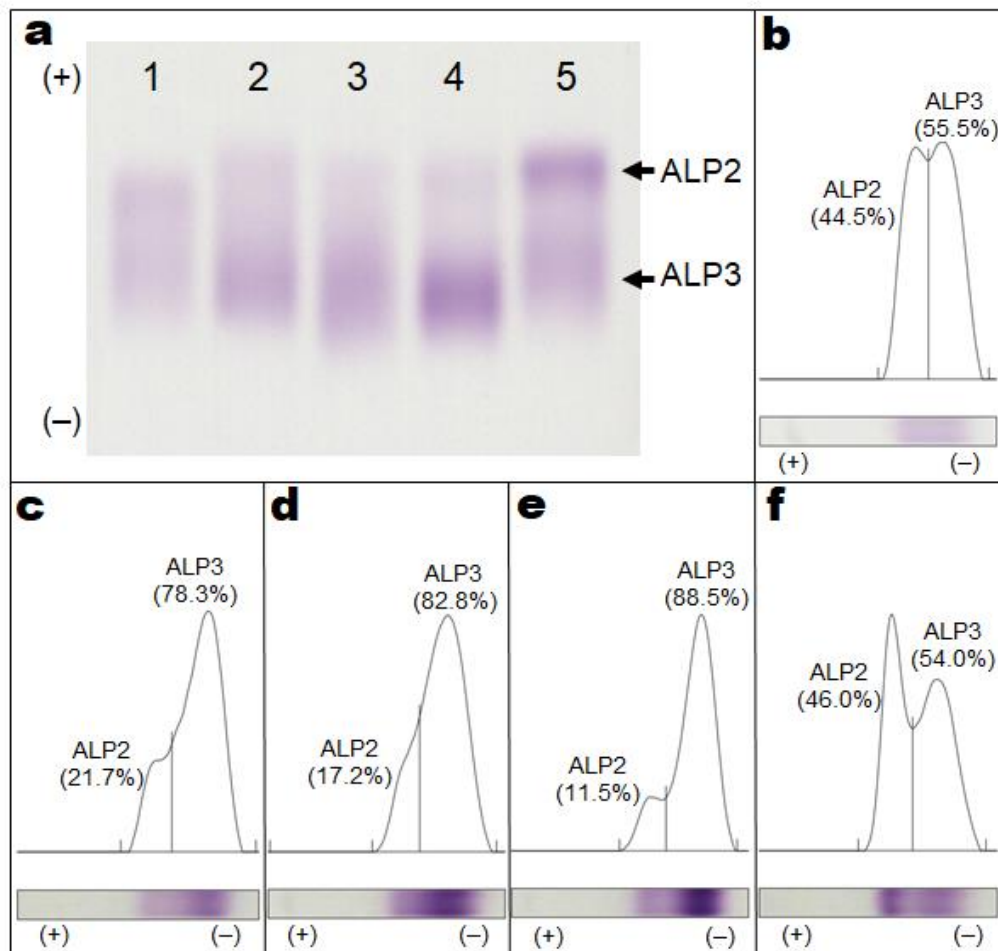 a
(+)
1 2 3 4 5
ALP2
ALP3
(–)
b
ALP3
(55.5%)
ALP2
(44.5%)
(+) (–)
c
ALP3
(78.3%)
ALP2
(21.7%)
(+) (–)
d
ALP3
(82.8%)
ALP2
(17.2%)
(+) (–)
e
ALP3
(88.5%)
ALP2
(11.5%)
(+) (–)
f
ALP3
(54.0%)
ALP2
(46.0%)
(+) (–)